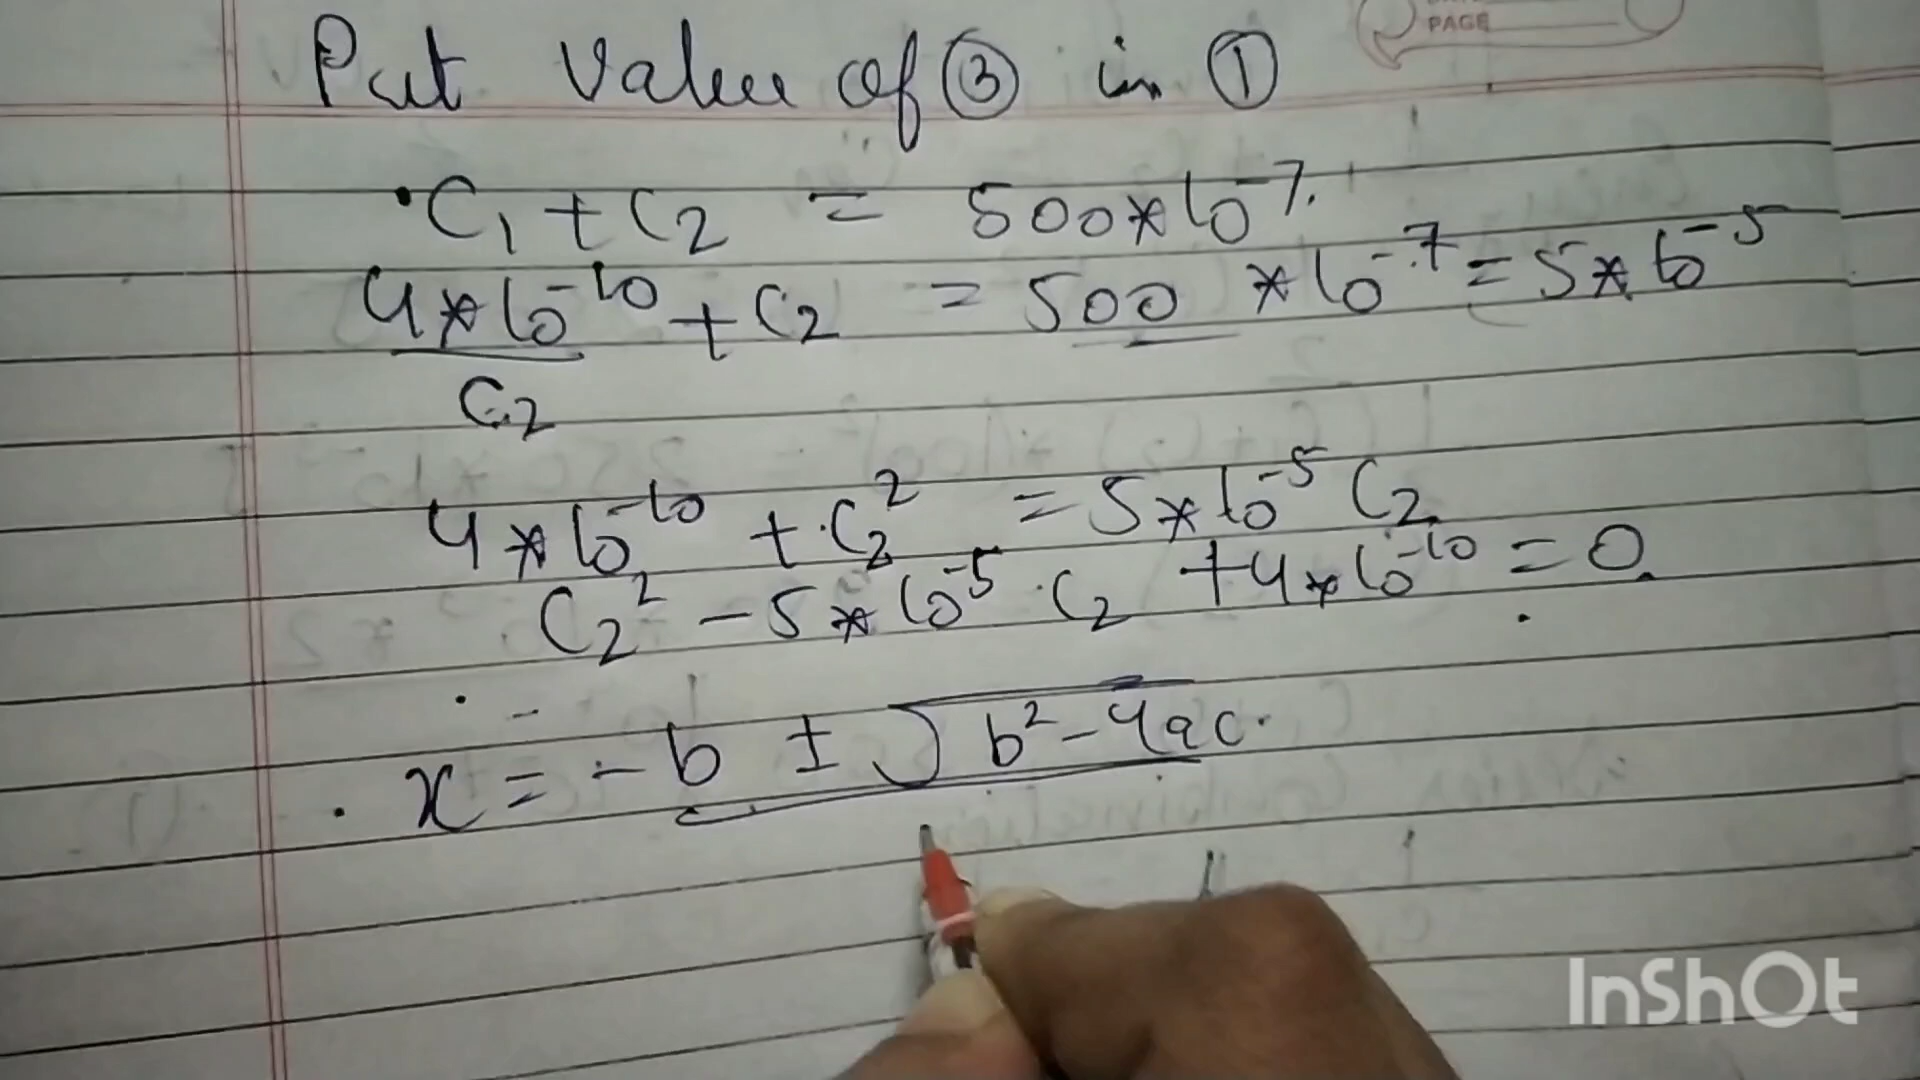 PAGE
Put Value of ③ in ①
C₁ + C₂ = 500*10⁻⁷
4*10⁻¹⁰ + C₂ = 500 *10⁻⁷ = 5*10⁻⁵
C₂
4*10⁻¹⁰ + C₂² = 5*10⁻⁵ C₂
C₂² - 5*10⁻⁵ C₂ + 4*10⁻¹⁰ = 0
x = -b ± √b²-4ac
InShOt